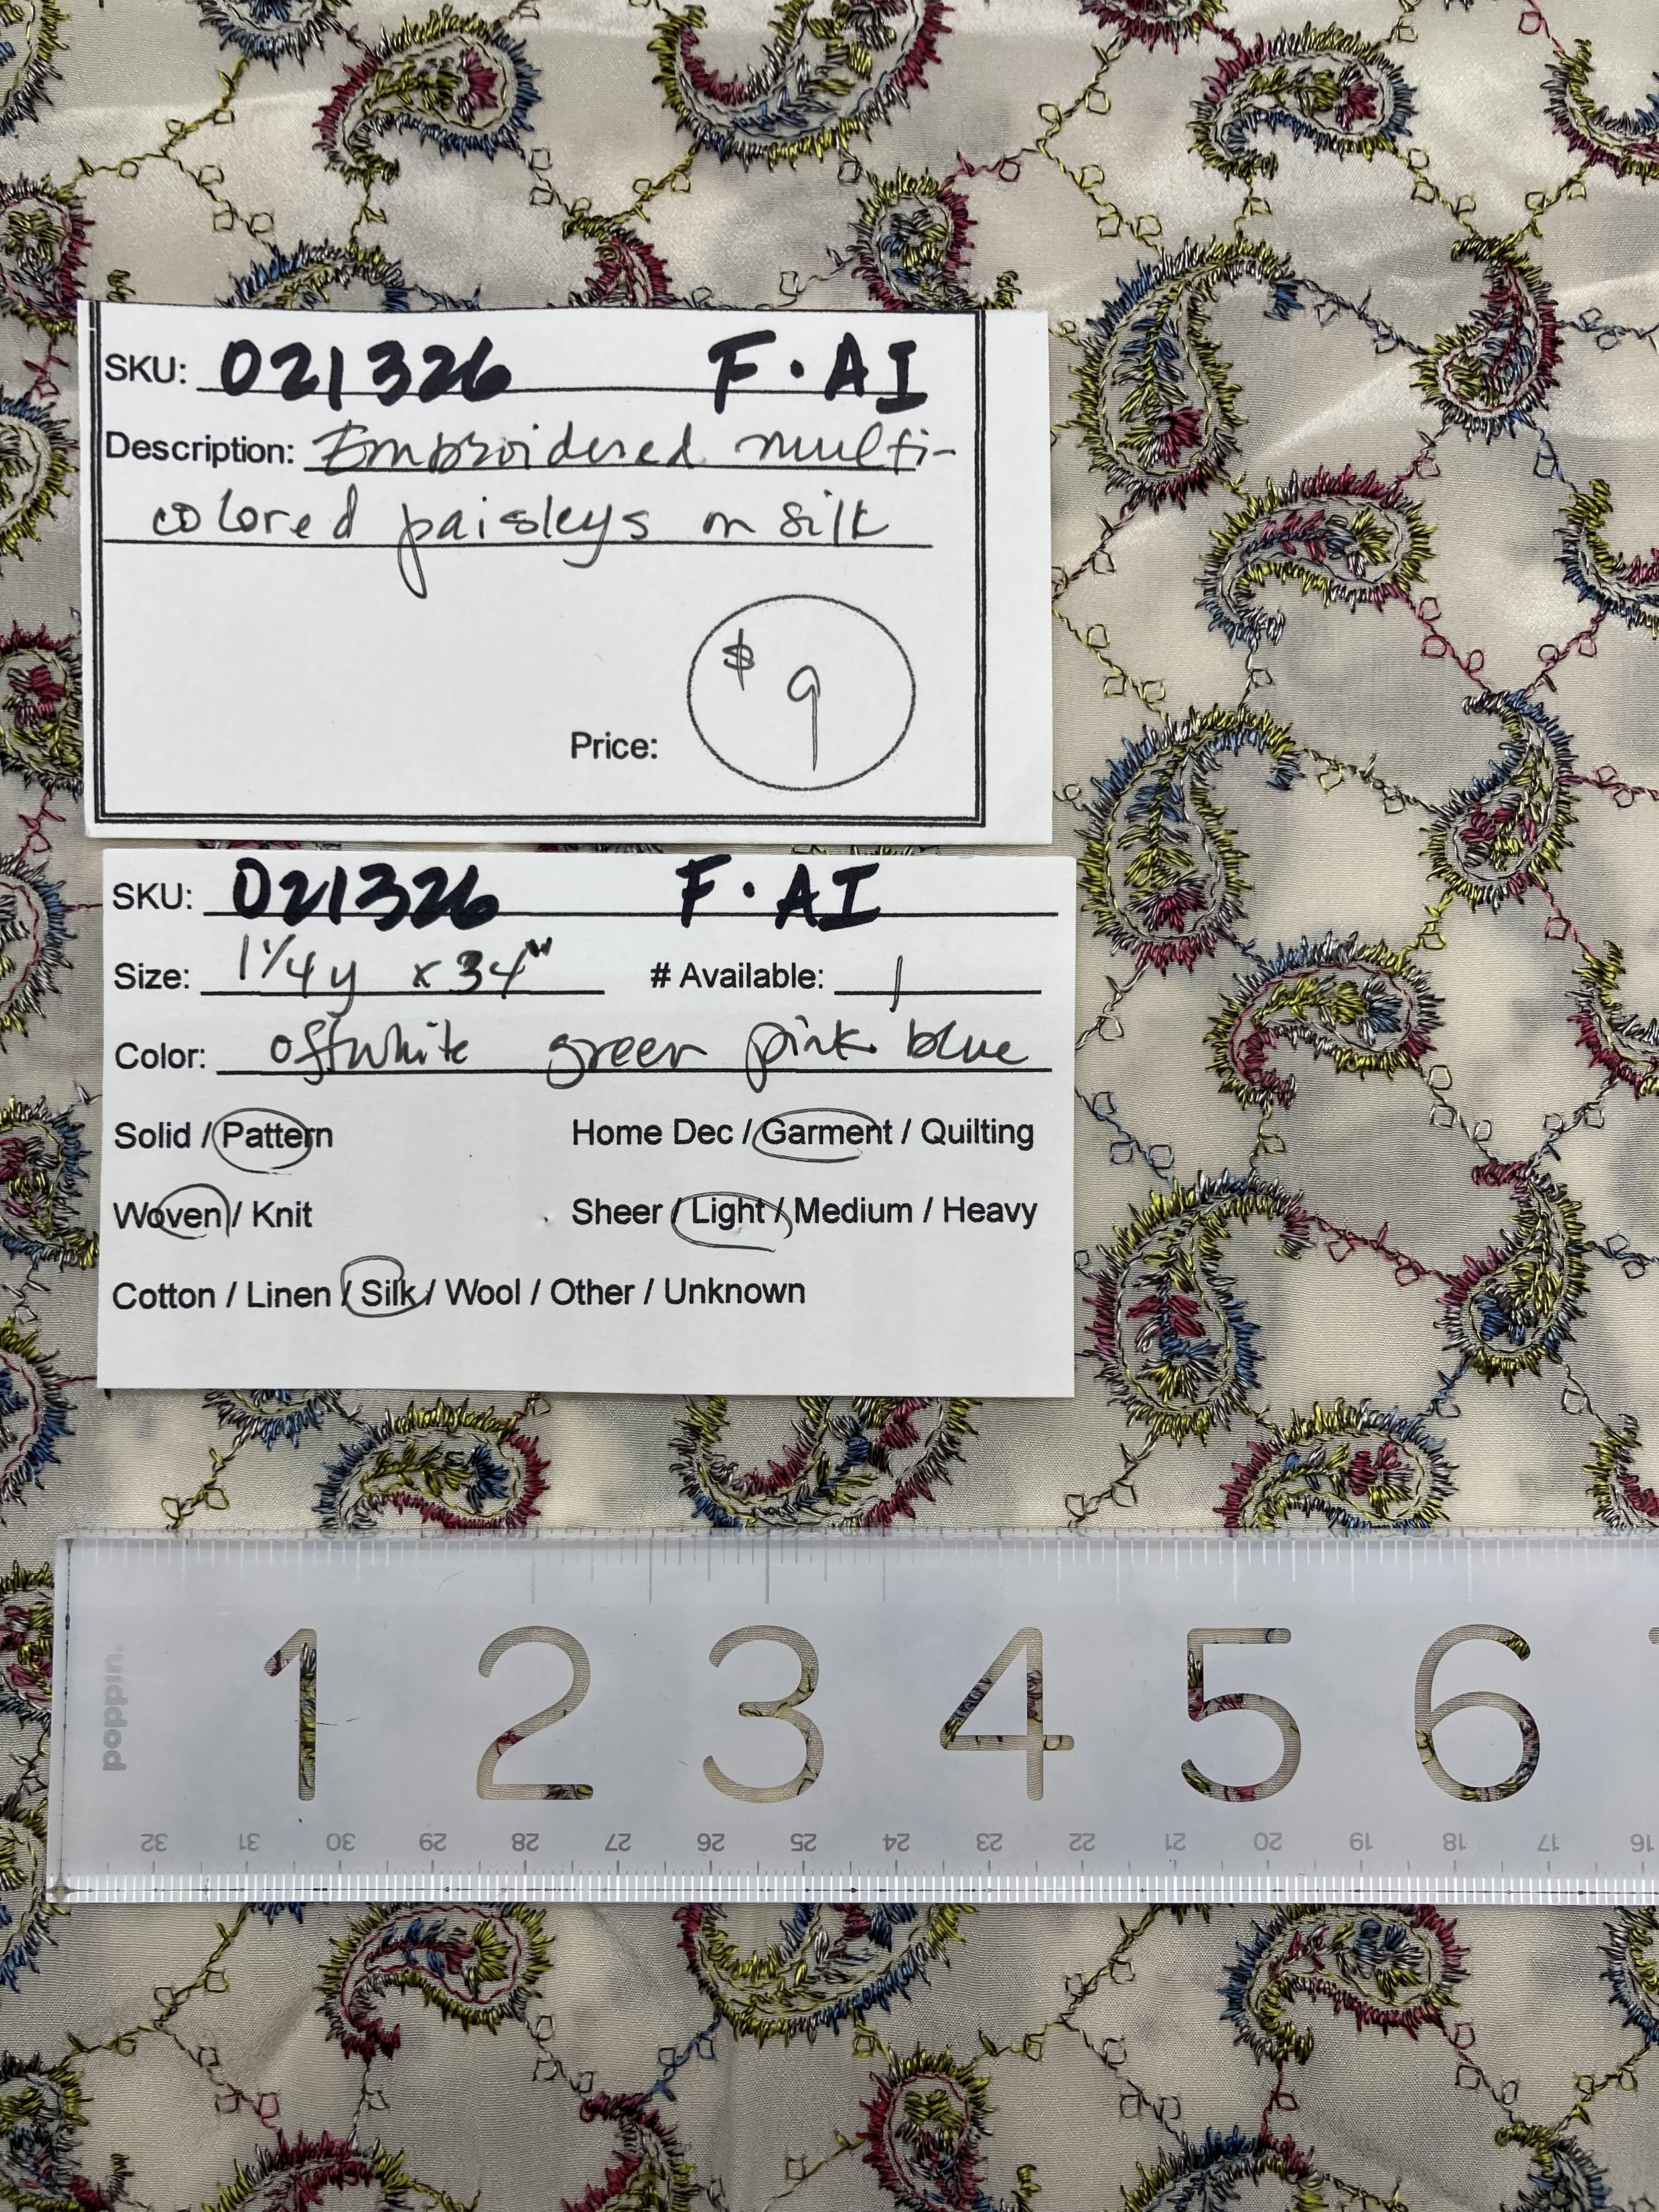 SKU: 021326 F.AI
Description: Embroidered multi-
colored paisleys on silk
$ 9
Price:
SKU: 021326 F.AI
Size: 1 1/4 y x 34" # Available: 1
Color: offwhite green pink blue
Solid / Pattern Home Dec / Garment / Quilting
Woven / Knit Sheer / Light / Medium / Heavy
Cotton / Linen / Silk / Wool / Other / Unknown
poppin.
1 2 3 4 5 6
32 31 30 29 28 27 26 25 24 23 22 21 20 19 18 17 16